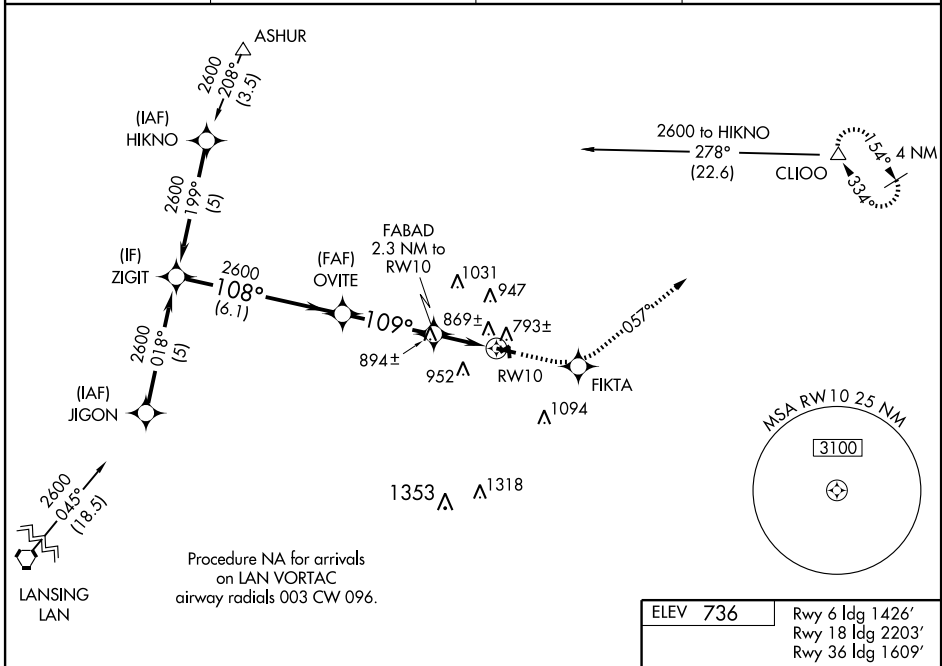 ASHUR
2600
208°
(3.5)
(IAF)
HIKNO
2600
199°
(5)
2600 to HIKNO
278°
(22.6)
CLIOO
154°
4 NM
334°
(IF)
ZIGIT
2600
108°
(6.1)
(FAF)
OVITE
FABAD
2.3 NM to
RW10
1031
947
109°
869±
793±
894±
952
RW10
057°
FIKTA
1094
2600
018°
(5)
(IAF)
JIGON
MSA RW10 25 NM
3100
1353
1318
2600
045°
(18.5)
LANSING
LAN
Procedure NA for arrivals
on LAN VORTAC
airway radials 003 CW 096.
ELEV 736
Rwy 6 ldg 1426'
Rwy 18 ldg 2203'
Rwy 36 ldg 1609'